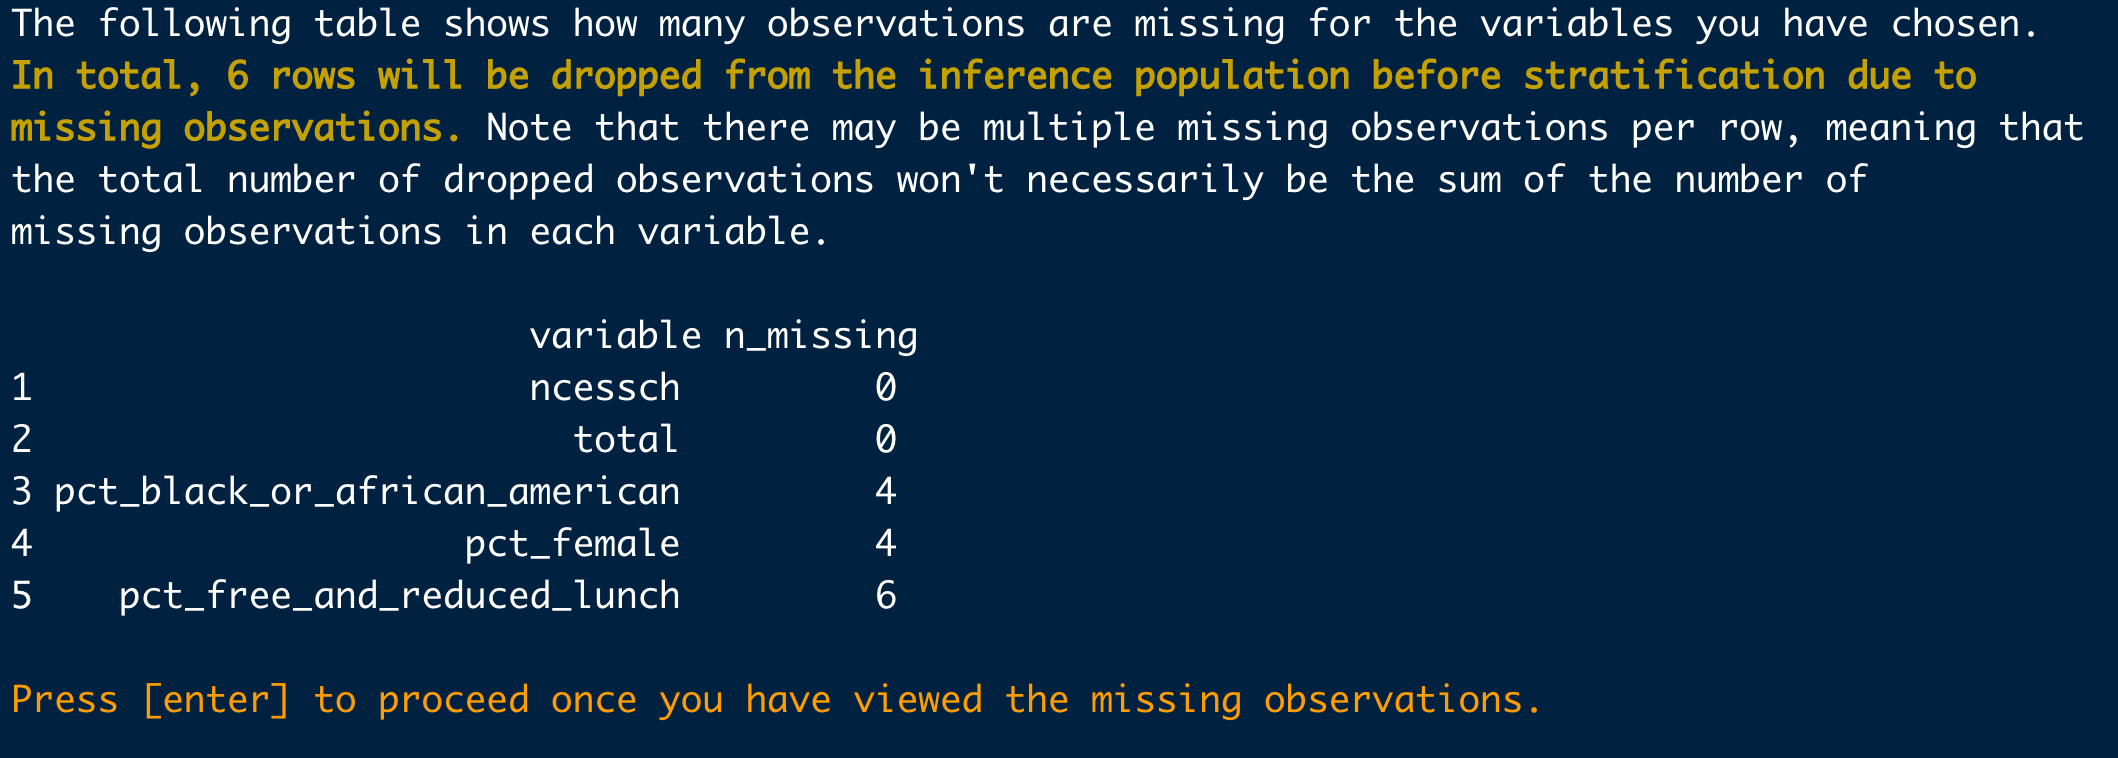 The following table shows how many observations are missing for the variables you have chosen.
In total, 6 rows will be dropped from the inference population before stratification due to
missing observations. Note that there may be multiple missing observations per row, meaning that
the total number of dropped observations won't necessarily be the sum of the number of
missing observations in each variable.
variable n_missing
1 ncessch 0
2 total 0
3 pct_black_or_african_american 4
4 pct_female 4
5 pct_free_and_reduced_lunch 6
Press [enter] to proceed once you have viewed the missing observations.